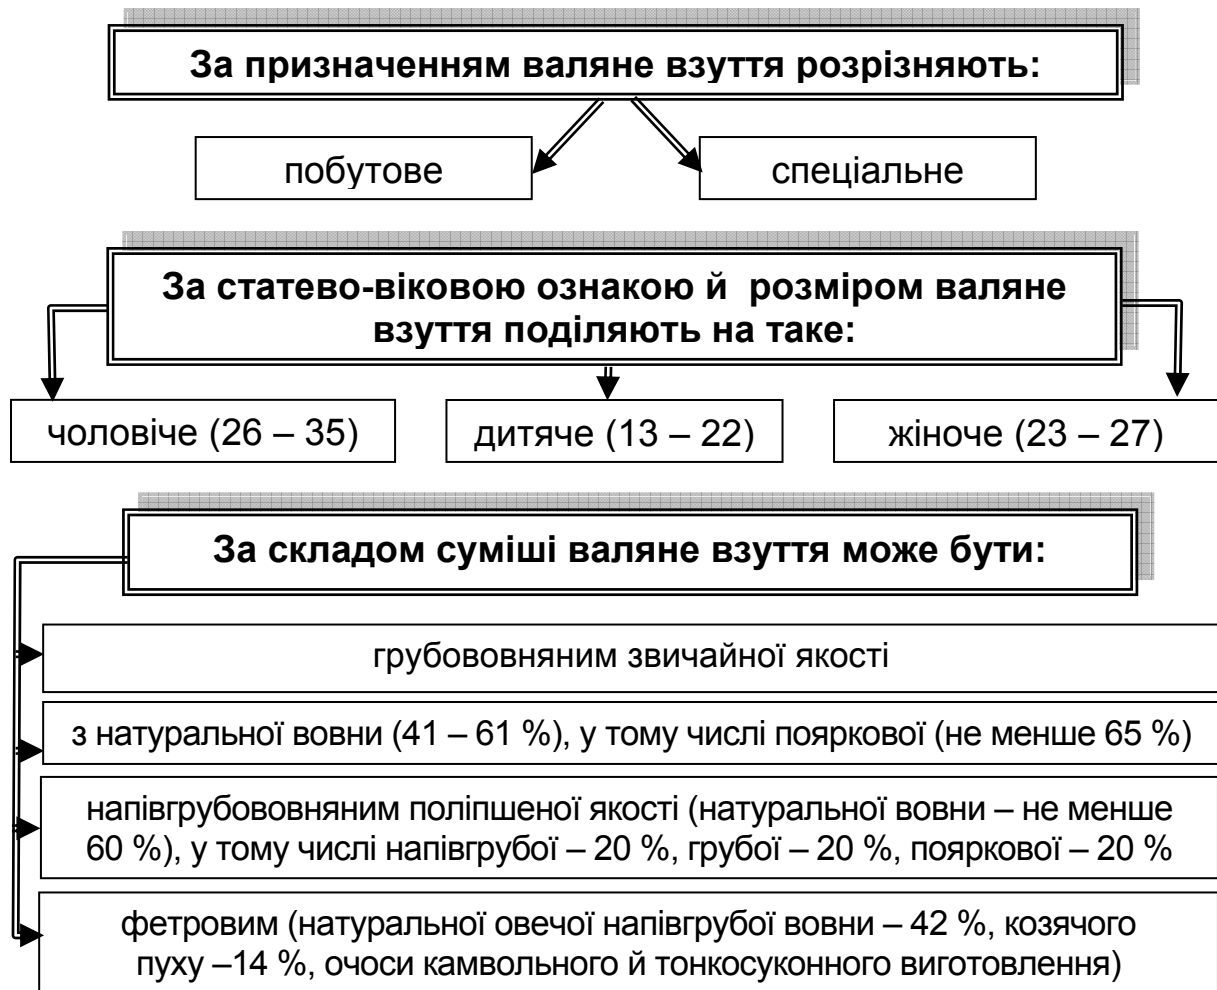 За призначенням валяне взуття розрізняють:
побутове
спеціальне
За статево-віковою ознакою й розміром валяне
взуття поділяють на таке:
чоловіче (26 – 35)
дитяче (13 – 22)
жіноче (23 – 27)
За складом суміші валяне взуття може бути:
грубововняним звичайної якості
з натуральної вовни (41 – 61 %), у тому числі пояркової (не менше 65 %)
напівгрубововняним поліпшеної якості (натуральної вовни – не менше
60 %), у тому числі напівгрубої – 20 %, грубої – 20 %, пояркової – 20 %
фетровим (натуральної овечої напівгрубої вовни – 42 %, козячого
пуху –14 %, очоси камвольного й тонкосуконного виготовлення)